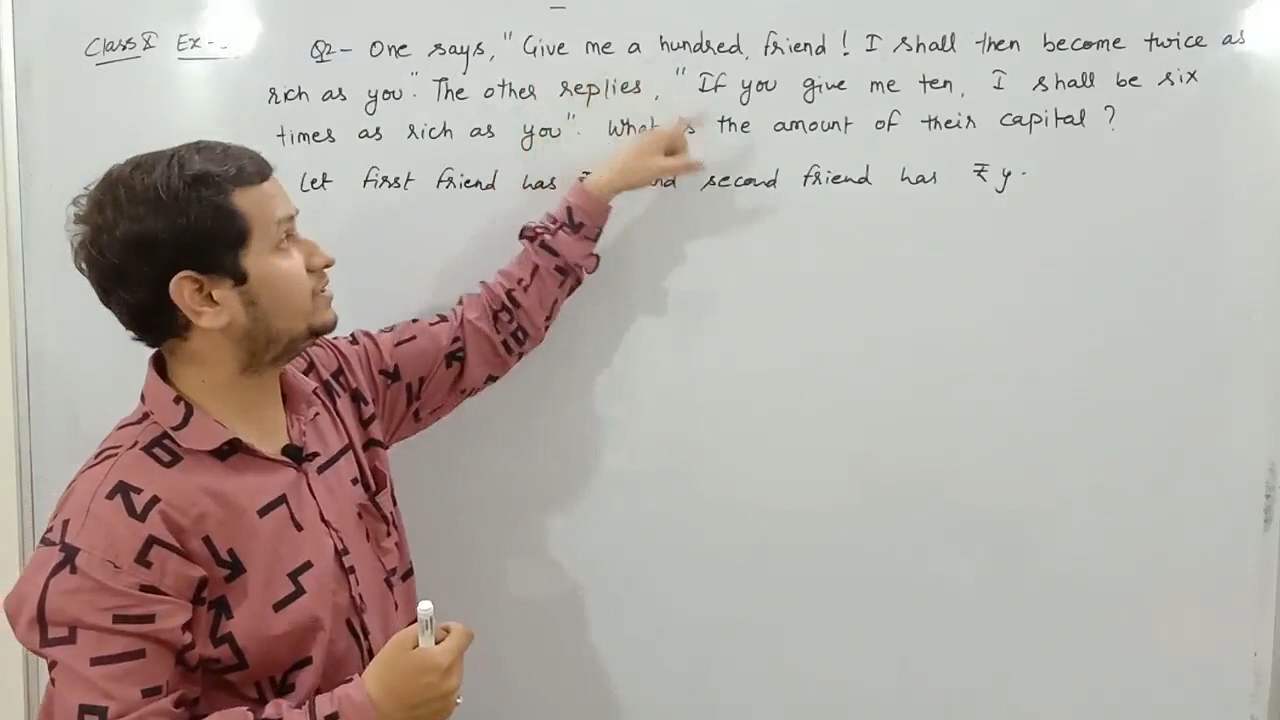 Class X Ex-
Q2- One says, "Give me a hundred, friend! I shall then become twice as
rich as you". The other replies, "If you give me ten, I shall be six
times as rich as you". What is the amount of their capital?
Let first friend has second friend has ₹ y.